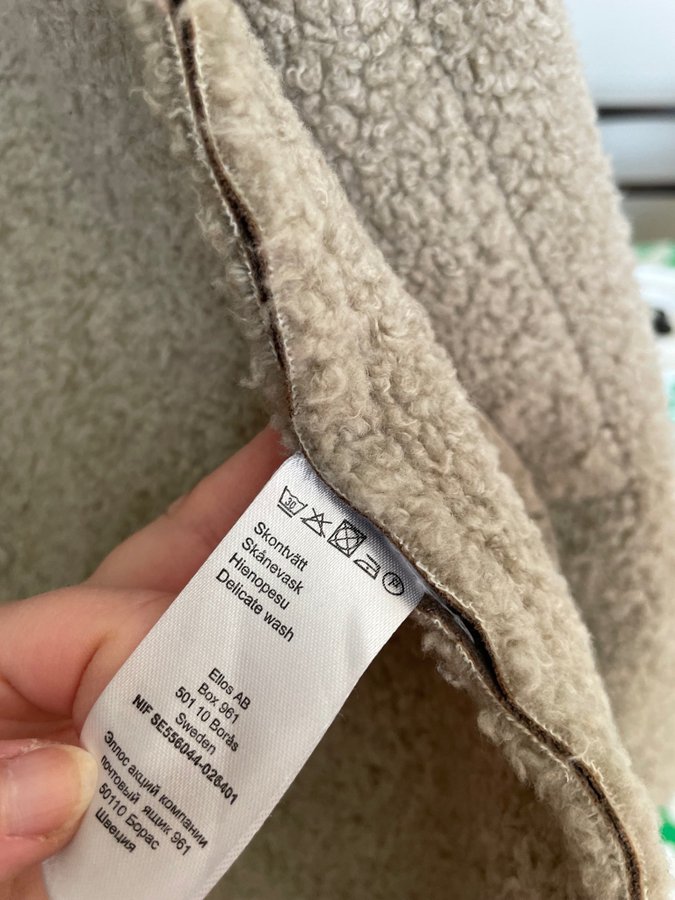 30
Skontvätt
Skånevask
Hienopesu
Delicate wash
Ellos AB
Box 961
501 10 Borås
Sweden
NIF SE556044-026401
Эллос акций компании
почтовый ящик 961
50110 Борас
Швеция